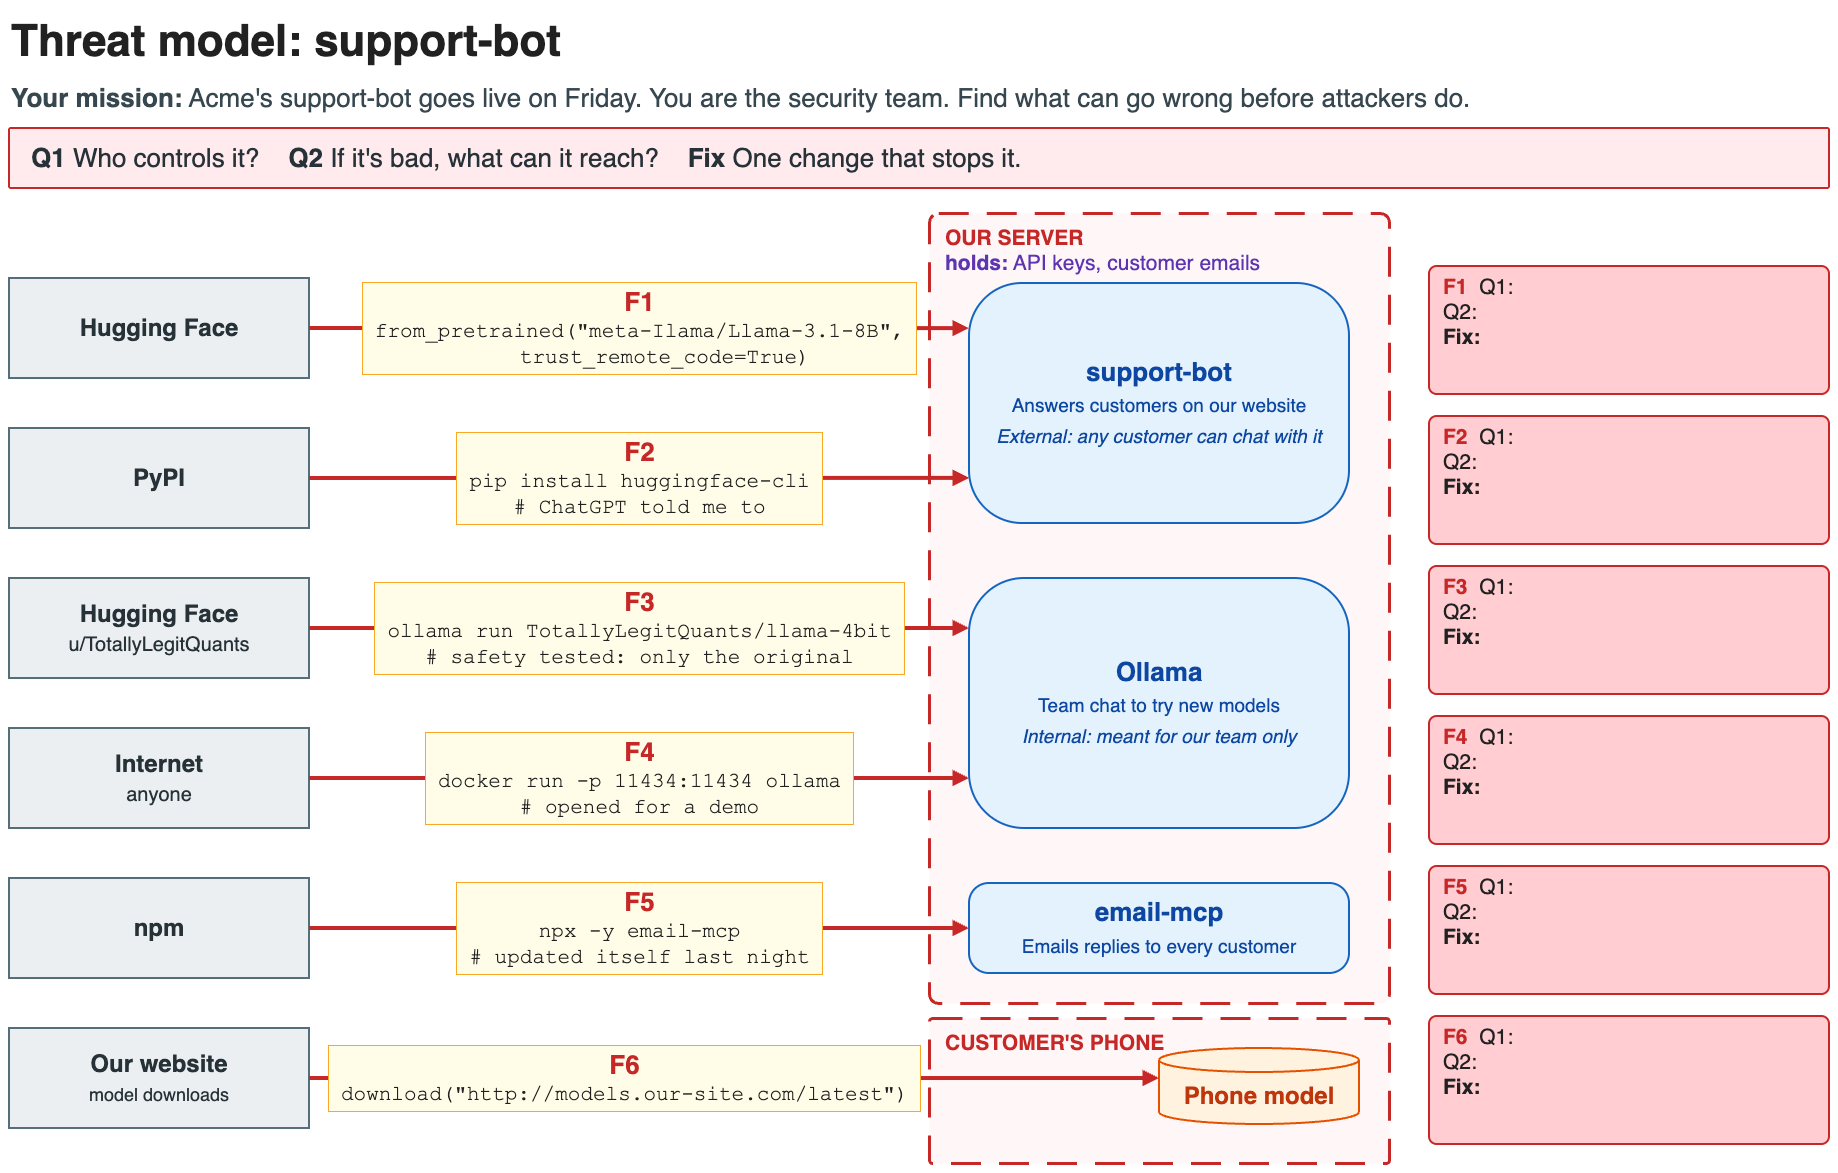 Threat model: support-bot
Your mission: Acme's support-bot goes live on Friday. You are the security team. Find what can go wrong before attackers do.
Q1 Who controls it? Q2 If it's bad, what can it reach? Fix One change that stops it.
OUR SERVER
holds: API keys, customer emails
Hugging Face
F1
from_pretrained("meta-Ilama/Llama-3.1-8B",
trust_remote_code=True)
support-bot
Answers customers on our website
External: any customer can chat with it
F1 Q1:
Q2:
Fix:
PyPI
F2
pip install huggingface-cli
# ChatGPT told me to
F2 Q1:
Q2:
Fix:
Hugging Face
u/TotallyLegitQuants
F3
ollama run TotallyLegitQuants/llama-4bit
# safety tested: only the original
Ollama
Team chat to try new models
Internal: meant for our team only
F3 Q1:
Q2:
Fix:
Internet
anyone
F4
docker run -p 11434:11434 ollama
# opened for a demo
F4 Q1:
Q2:
Fix:
npm
F5
npx -y email-mcp
# updated itself last night
email-mcp
Emails replies to every customer
F5 Q1:
Q2:
Fix:
Our website
model downloads
F6
download("http://models.our-site.com/latest")
CUSTOMER'S PHONE
Phone model
F6 Q1:
Q2:
Fix: